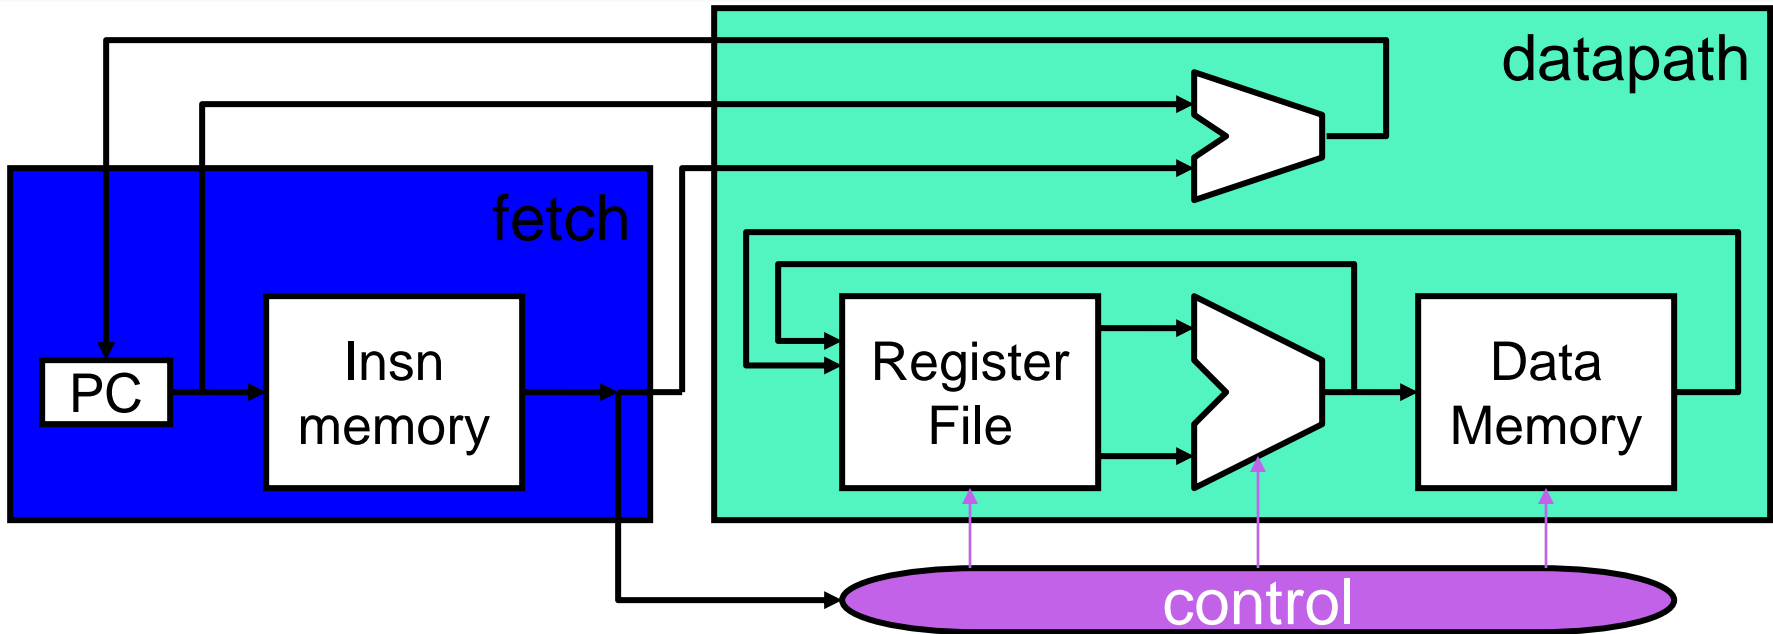 datapath
fetch
PC
Insn
memory
Register
File
Data
Memory
control